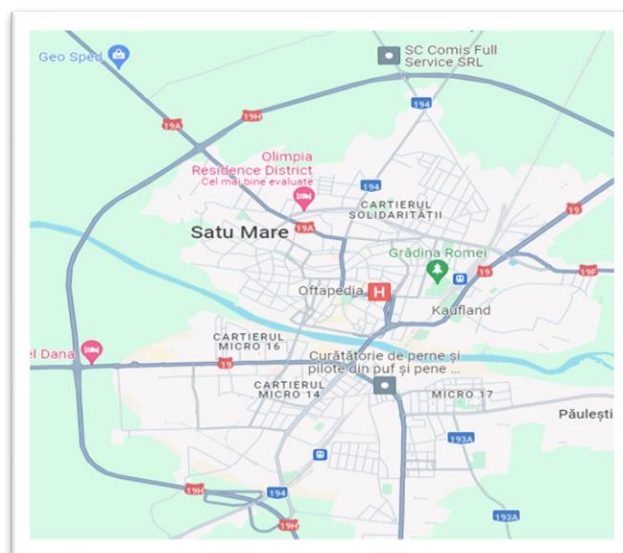 SC Comis Full
Service SRL
Geo Sped
194
19H
19A
Olimpia
Residence District
Cel mai bine evaluate
194
CARTIERUL
SOLIDARITĂȚII
19
19A
Satu Mare
Grădina Romei
19
19F
Oftapedia
H
Kaufland
CARTIERUL
MICRO 16
el Dana
19
Curățătorie de perne și
pilote din puf și pene ...
CARTIERUL
MICRO 14
MICRO 17
Păulești
193A
19H
194
193A
19H